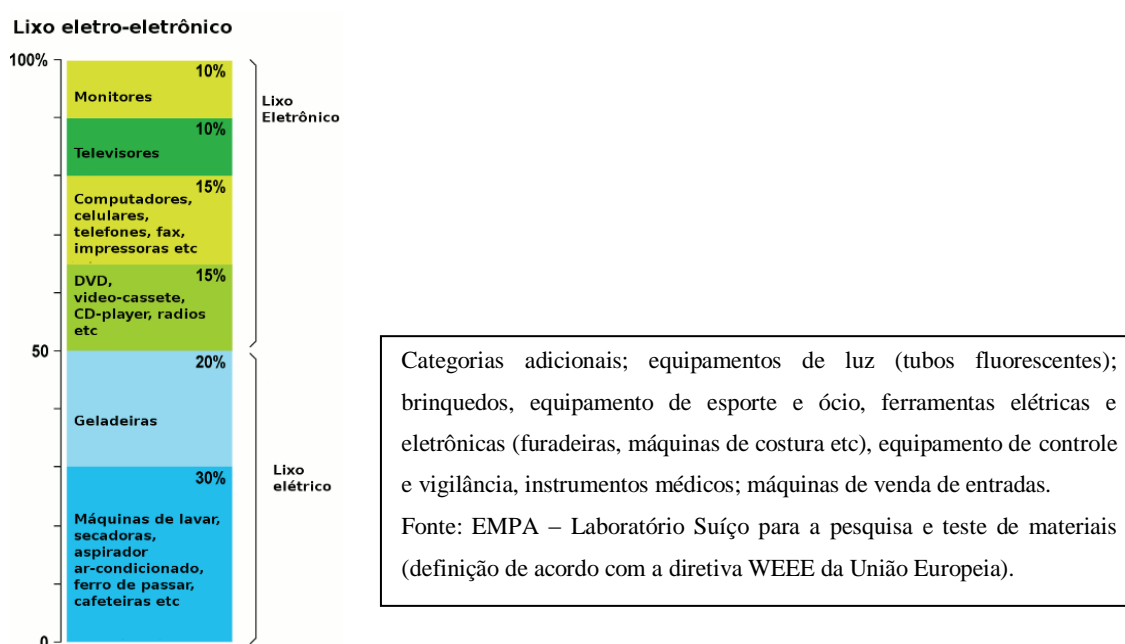 Lixo eletro-eletrônico
100%
10%
Monitores
10%
Televisores
15%
Computadores,
celulares,
telefones, fax,
impressoras etc
15%
DVD,
video-cassete,
CD-player, radios
etc
50
20%
Geladeiras
30%
Máquinas de lavar,
secadoras,
aspirador
ar-condicionado,
ferro de passar,
cafeteiras etc
0
Lixo
Eletrônico
Lixo
elétrico
Categorias adicionais; equipamentos de luz (tubos fluorescentes);
brinquedos, equipamento de esporte e ócio, ferramentas elétricas e
eletrônicas (furadeiras, máquinas de costura etc), equipamento de controle
e vigilância, instrumentos médicos; máquinas de venda de entradas.
Fonte: EMPA – Laboratório Suíço para a pesquisa e teste de materiais
(definição de acordo com a diretiva WEEE da União Europeia).